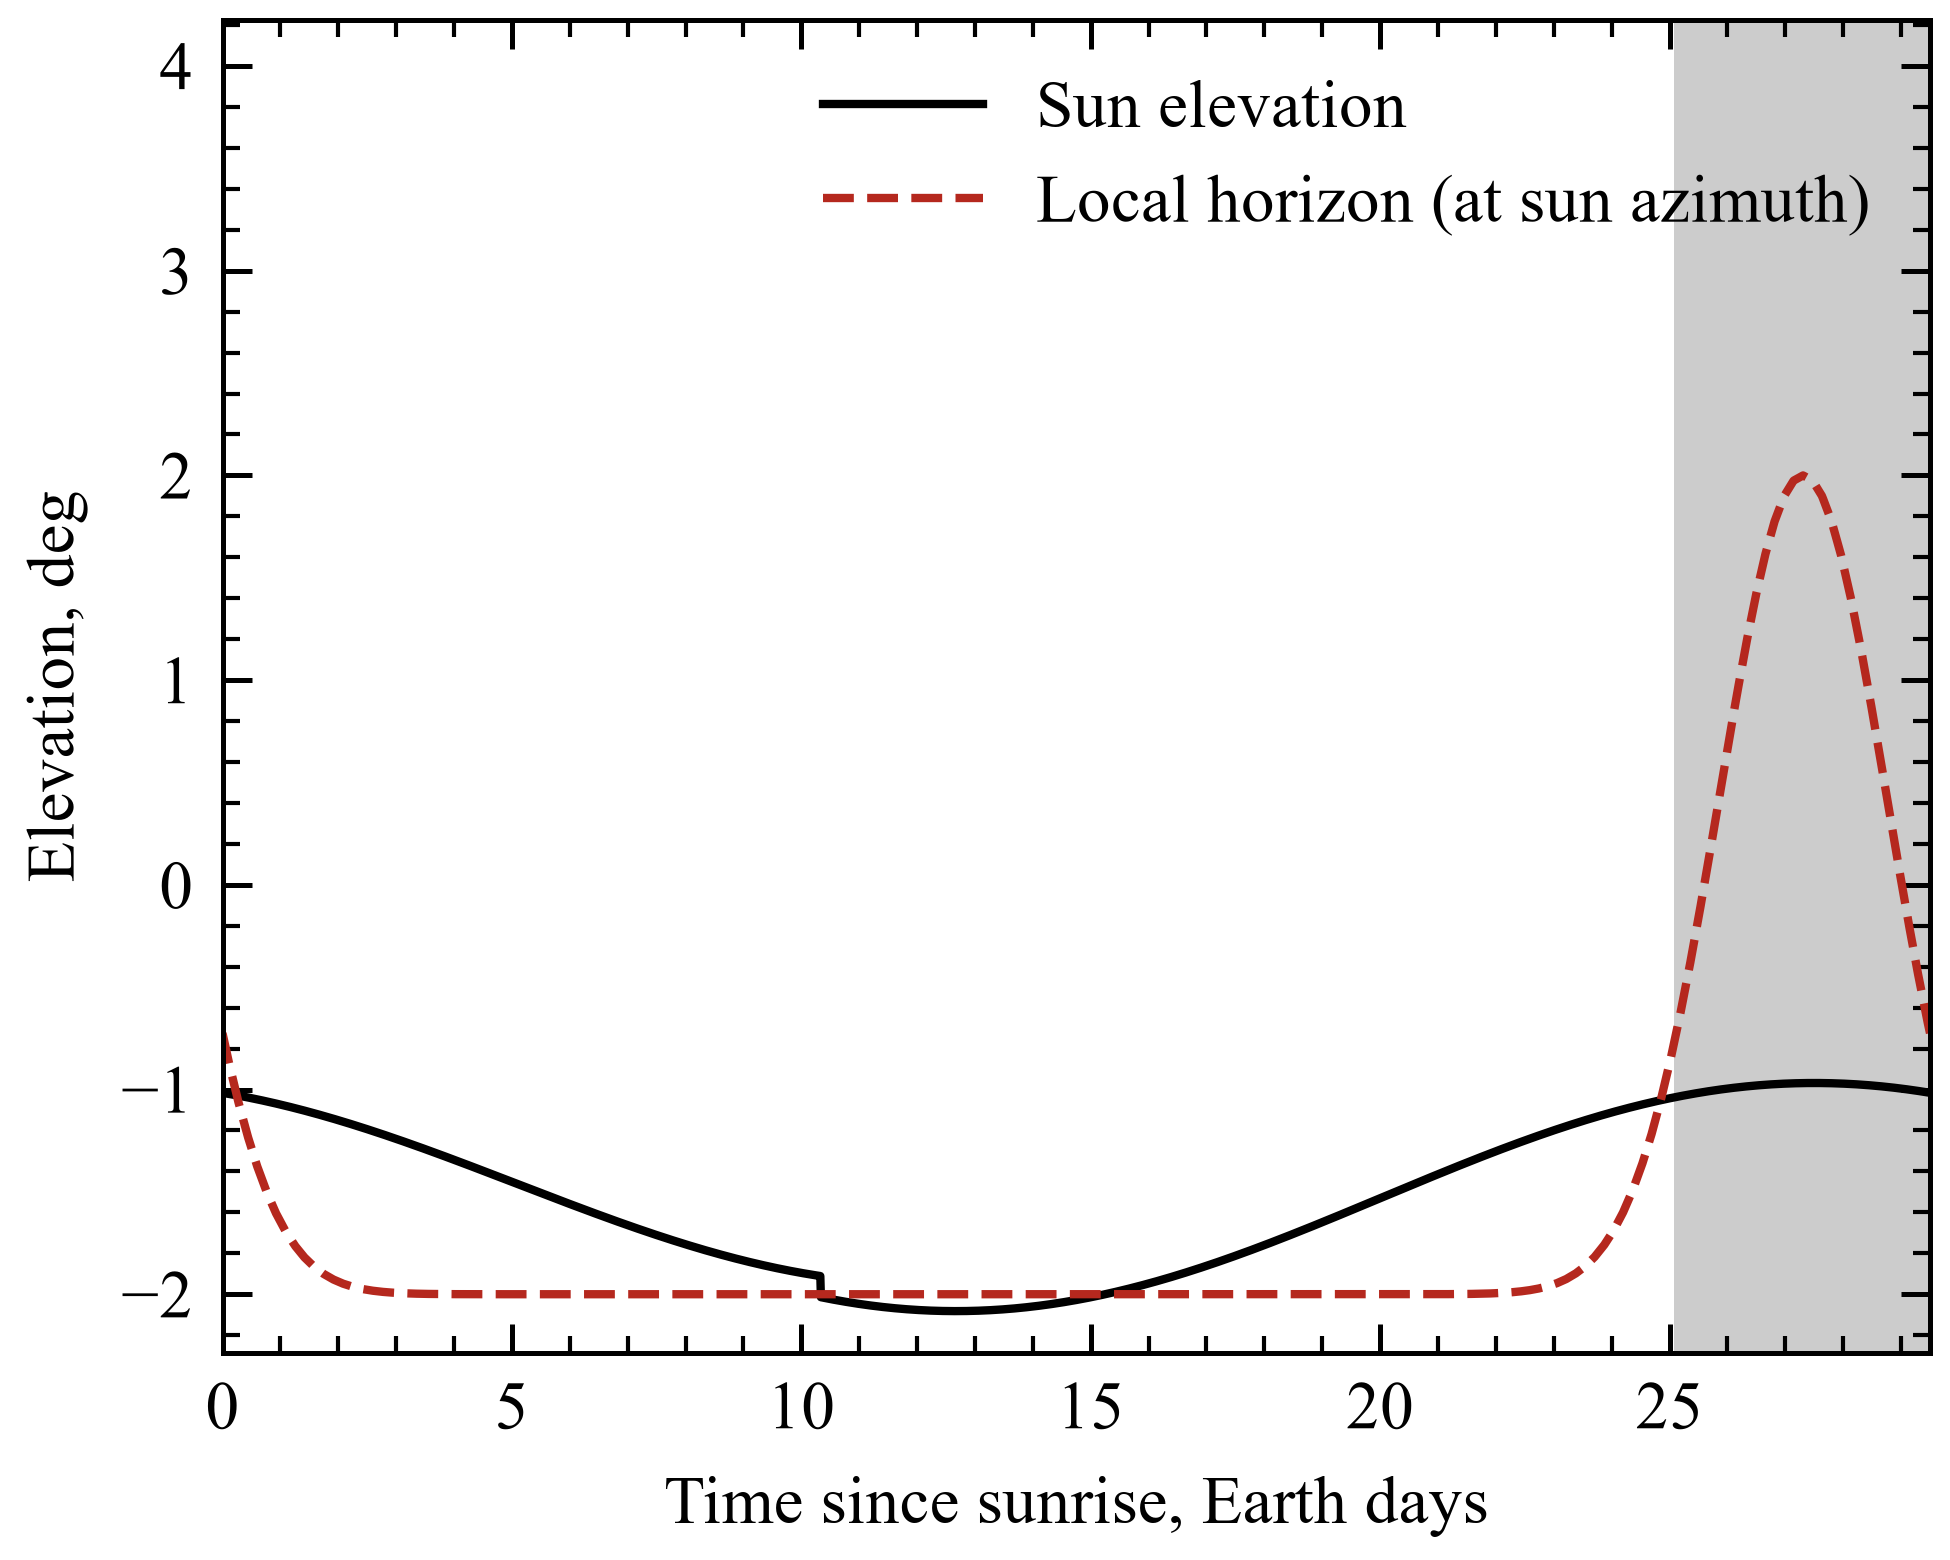 4
3
2
1
0
−1
−2
Elevation, deg
Sun elevation
Local horizon (at sun azimuth)
0 5 10 15 20 25
Time since sunrise, Earth days